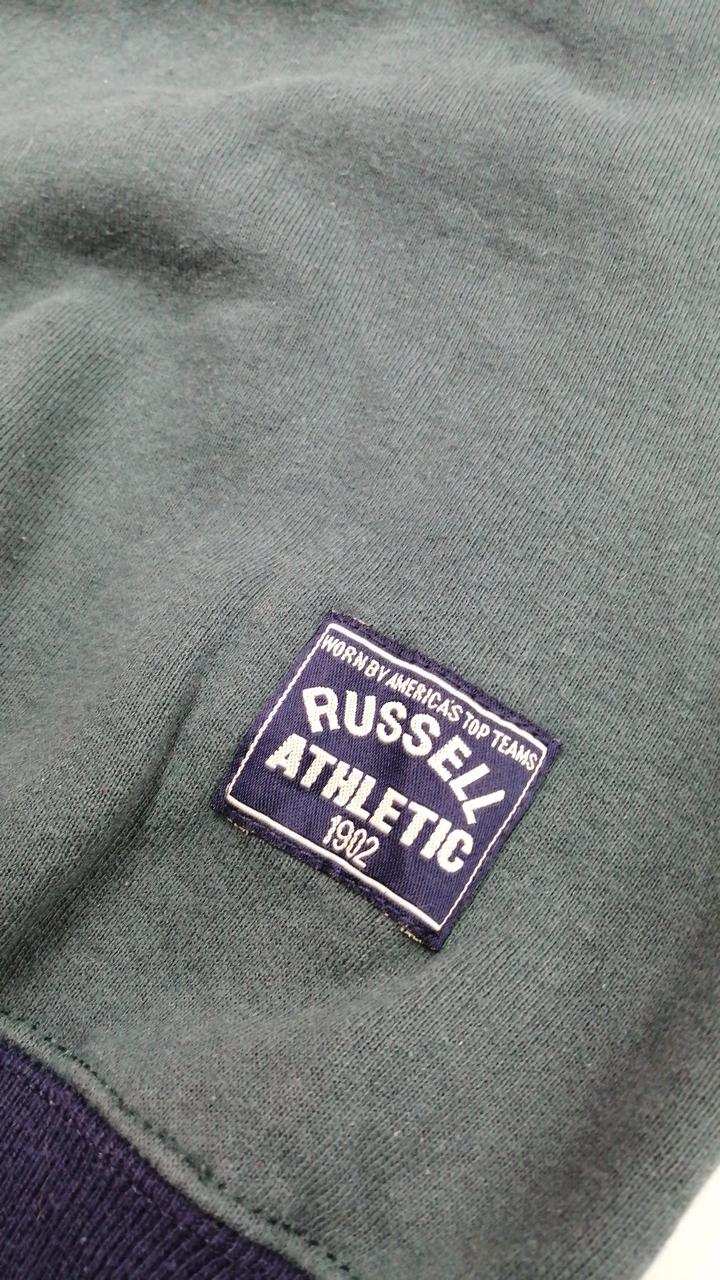 WORN BY AMERICA'S TOP TEAMS
RUSSELL
ATHLETIC
1902